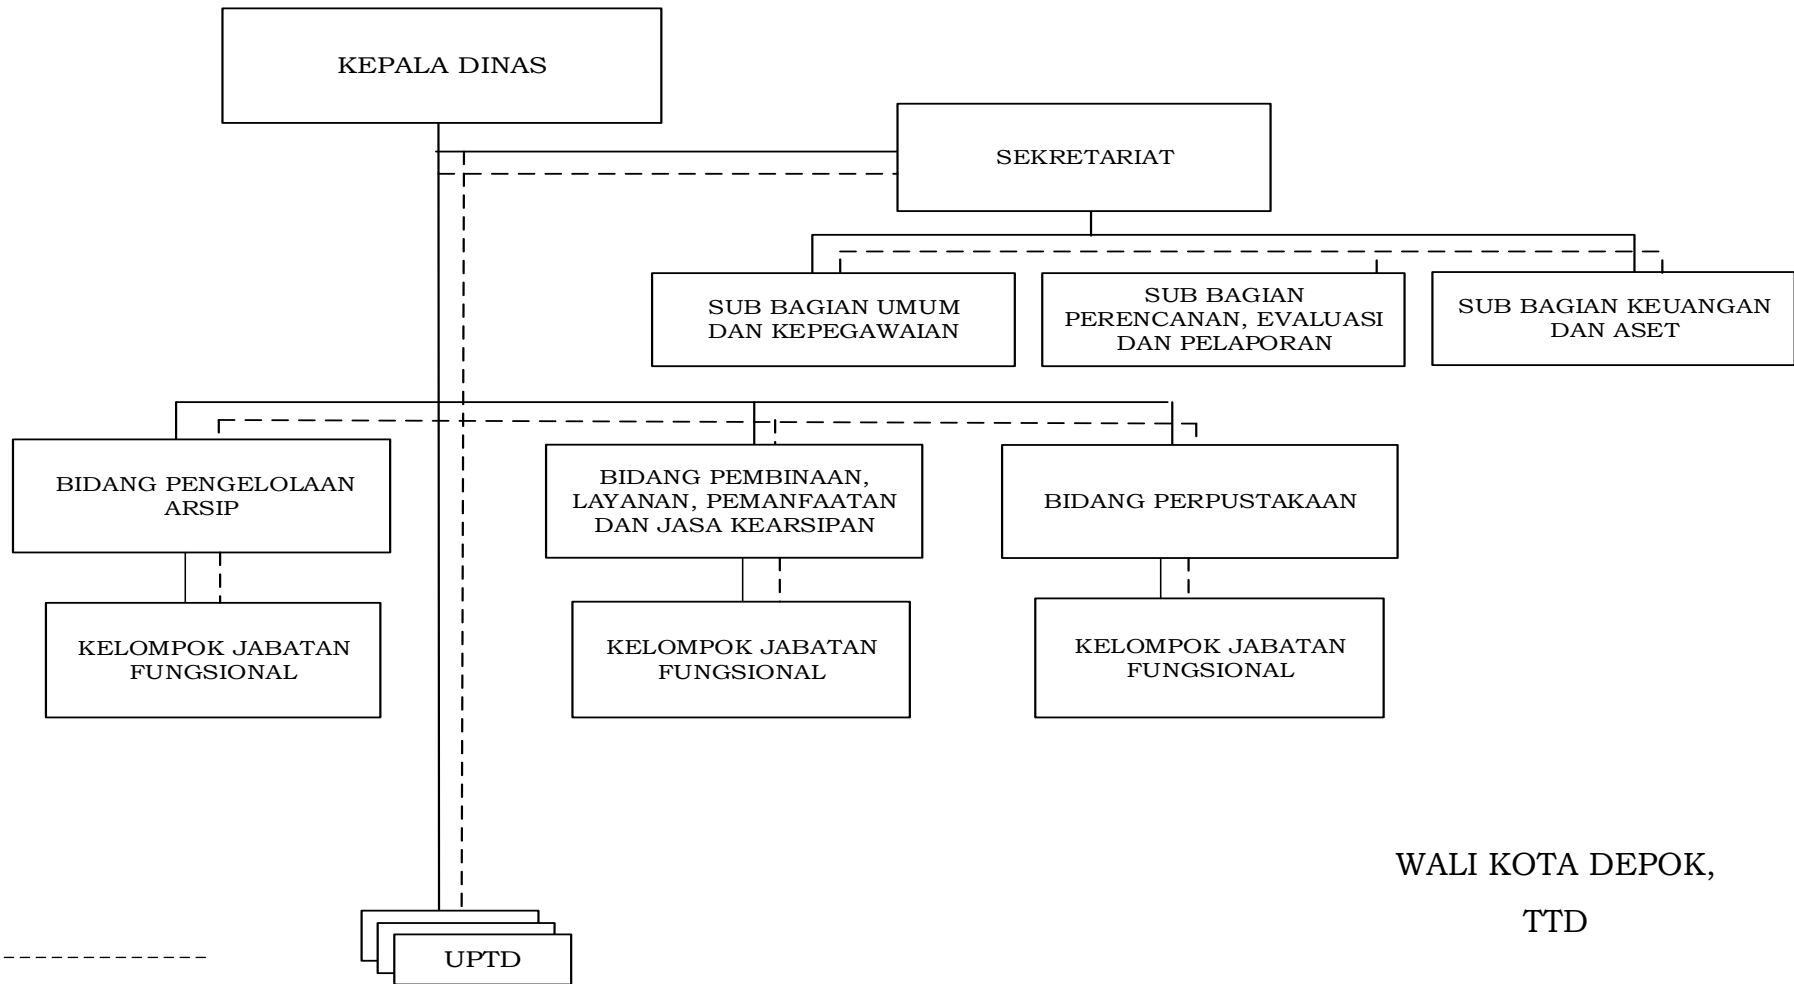 KEPALA DINAS
SEKRETARIAT
SUB BAGIAN UMUM
DAN KEPEGAWAIAN
SUB BAGIAN
PERENCANAN, EVALUASI
DAN PELAPORAN
SUB BAGIAN KEUANGAN
DAN ASET
BIDANG PENGELOLAAN
ARSIP
BIDANG PEMBINAAN,
LAYANAN, PEMANFAATAN
DAN JASA KEARSIPAN
BIDANG PERPUSTAKAAN
KELOMPOK JABATAN
FUNGSIONAL
KELOMPOK JABATAN
FUNGSIONAL
KELOMPOK JABATAN
FUNGSIONAL
WALI KOTA DEPOK,
TTD
UPTD